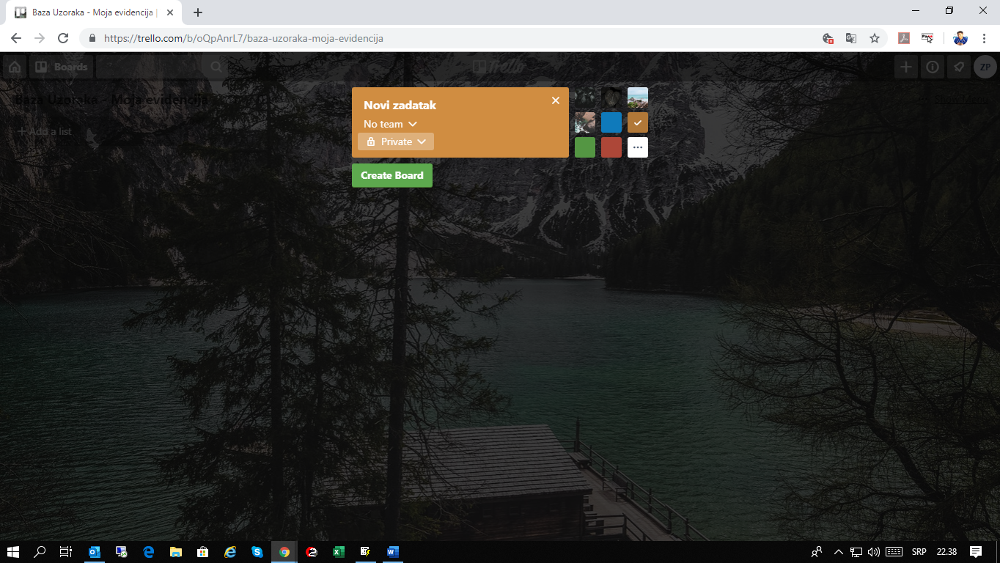 Baza Uzoraka - Moja evidencija |
https://trello.com/b/oQpAnrL7/baza-uzoraka-moja-evidencija
Boards
Trello
ZP
Baza Uzoraka - Moja evidencija
Add a list
Novi zadatak
No team
Private
Create Board
SRP
22.38